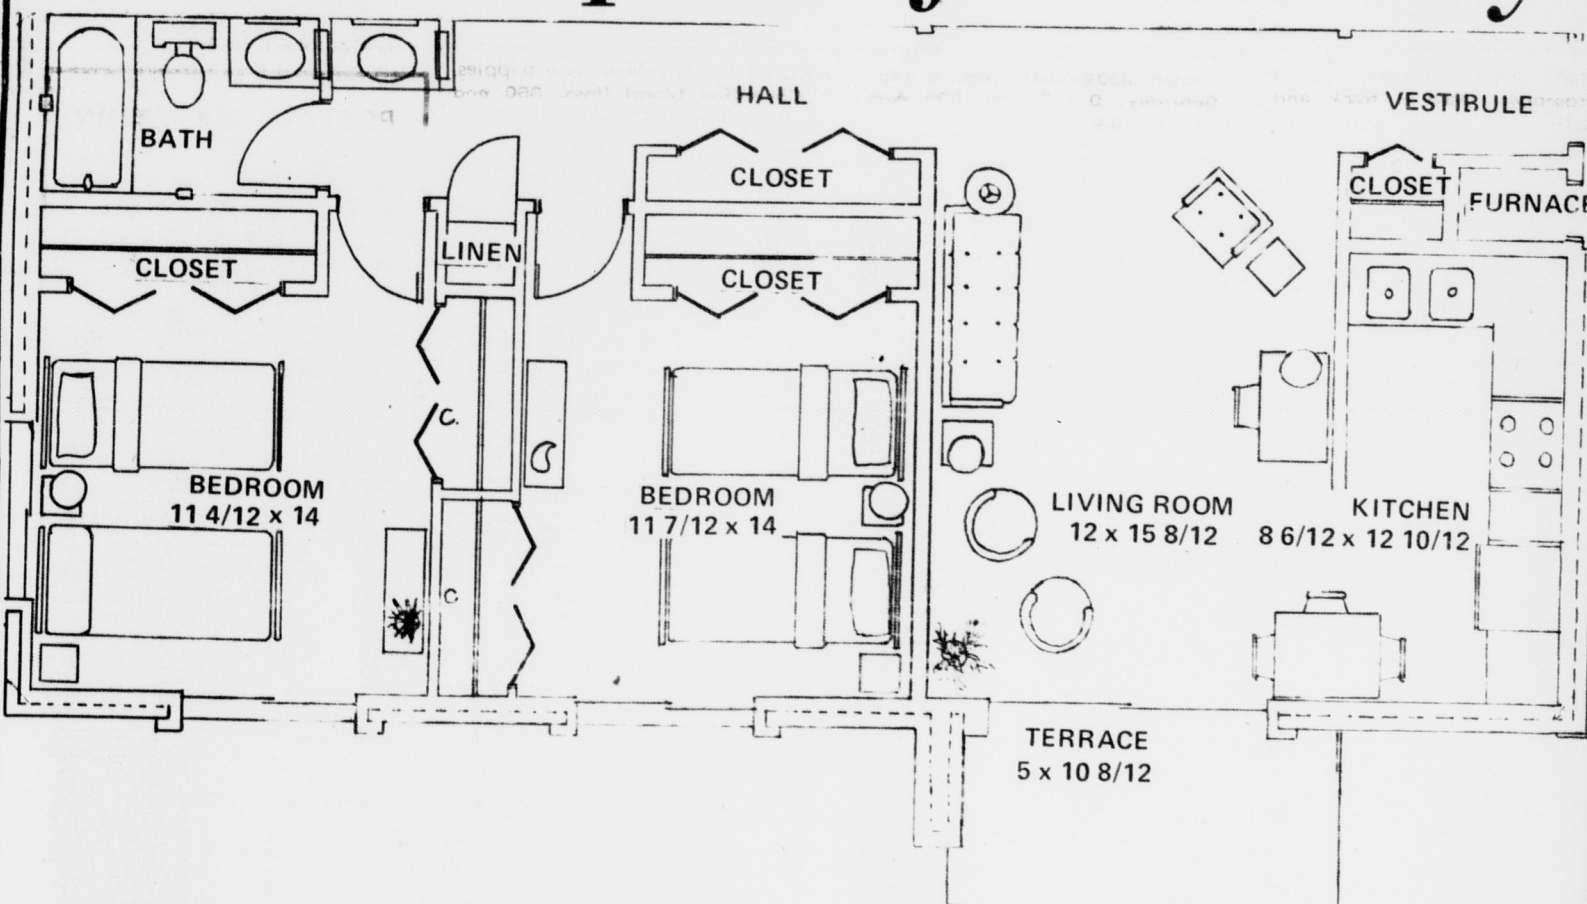 HALL
VESTIBULE
BATH
CLOSET
CLOSET
FURNACE
LINEN
CLOSET
CLOSET
C.
BEDROOM
11 4/12 x 14
BEDROOM
11 7/12 x 14
LIVING ROOM
12 x 15 8/12
KITCHEN
8 6/12 x 12 10/12
C
TERRACE
5 x 10 8/12